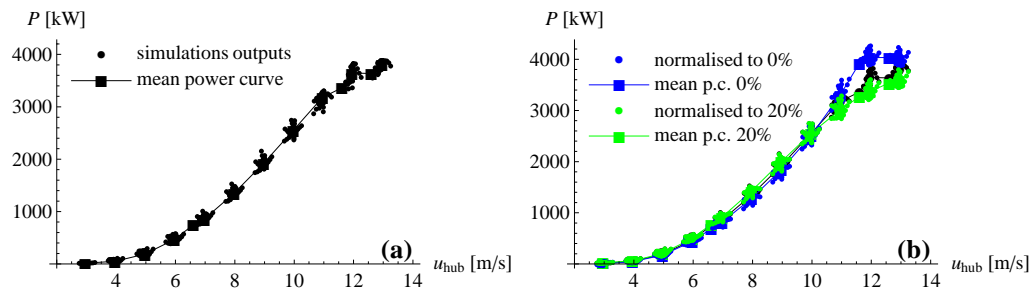 P [kW]
4000
3000
2000
1000
simulations outputs
mean power curve
(a)
4 6 8 10 12 14
u_hub [m/s]
P [kW]
4000
3000
2000
1000
normalised to 0%
mean p.c. 0%
normalised to 20%
mean p.c. 20%
(b)
4 6 8 10 12 14
u_hub [m/s]